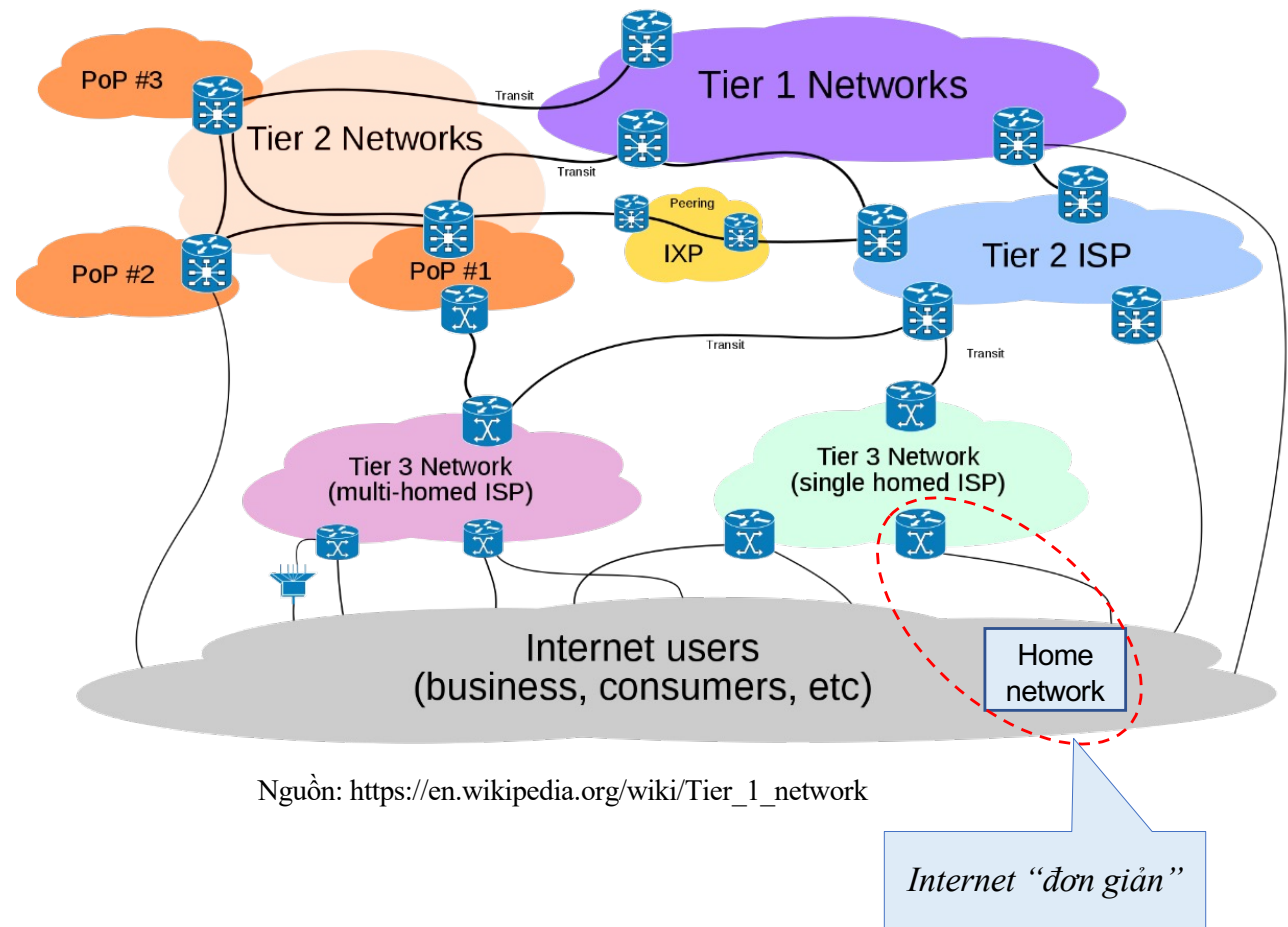 PoP #3
Tier 1 Networks
Transit
Tier 2 Networks
Transit
Peering
IXP
Tier 2 ISP
PoP #2
PoP #1
Transit
Transit
Tier 3 Network
(multi-homed ISP)
Tier 3 Network
(single homed ISP)
Internet users
(business, consumers, etc)
Home
network
Nguồn: https://en.wikipedia.org/wiki/Tier_1_network
Internet “đơn giản”